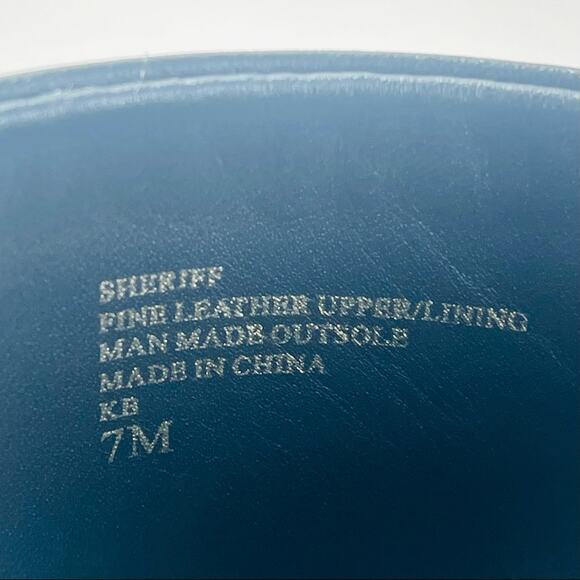 SHERIFF
FINE LEATHER UPPER/LINING
MAN MADE OUTSOLE
MADE IN CHINA
KB
7M